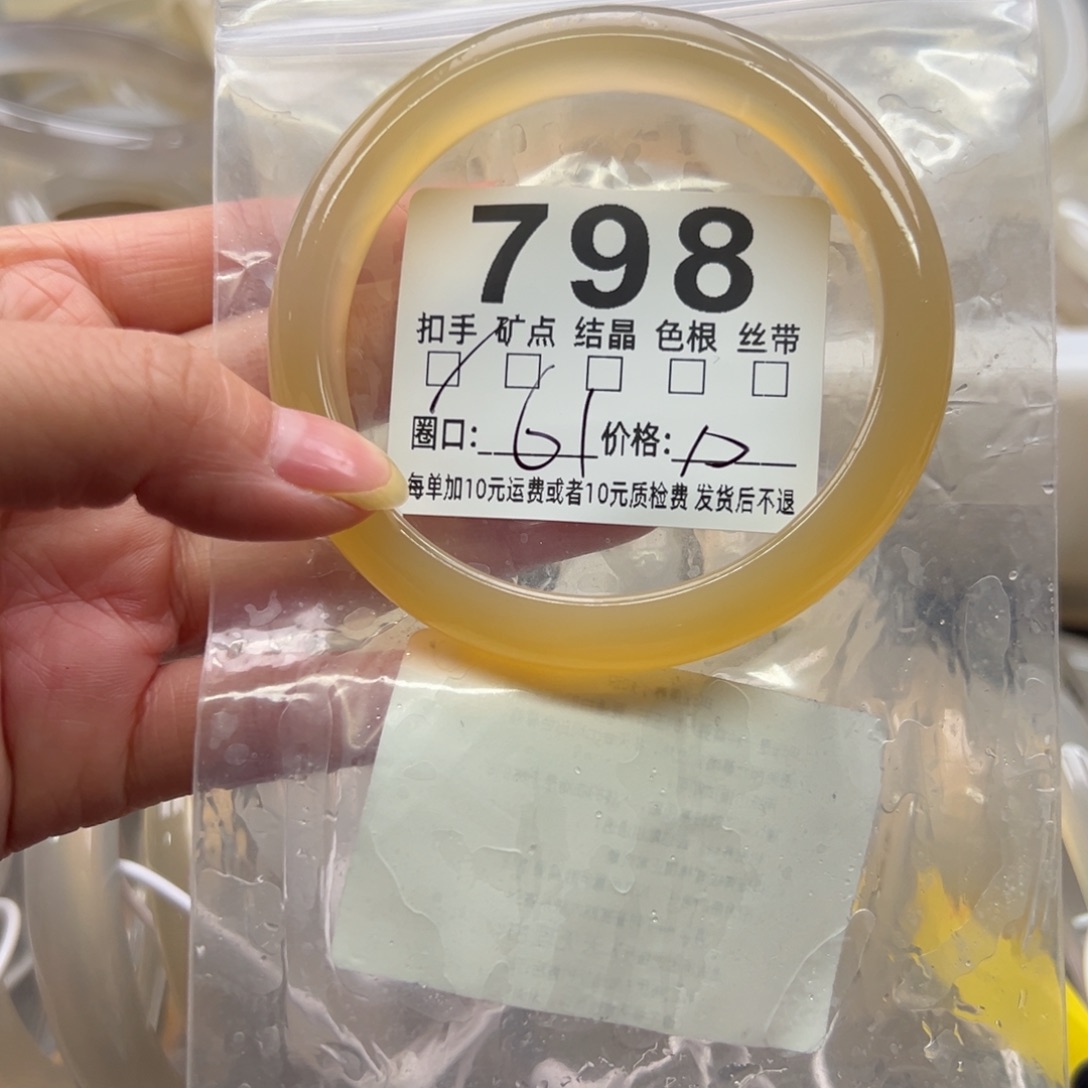 798
扣手 矿点 结晶 色根 丝带
圈口: 61 价格:
每单加10元运费或者10元质检费 发货后不退